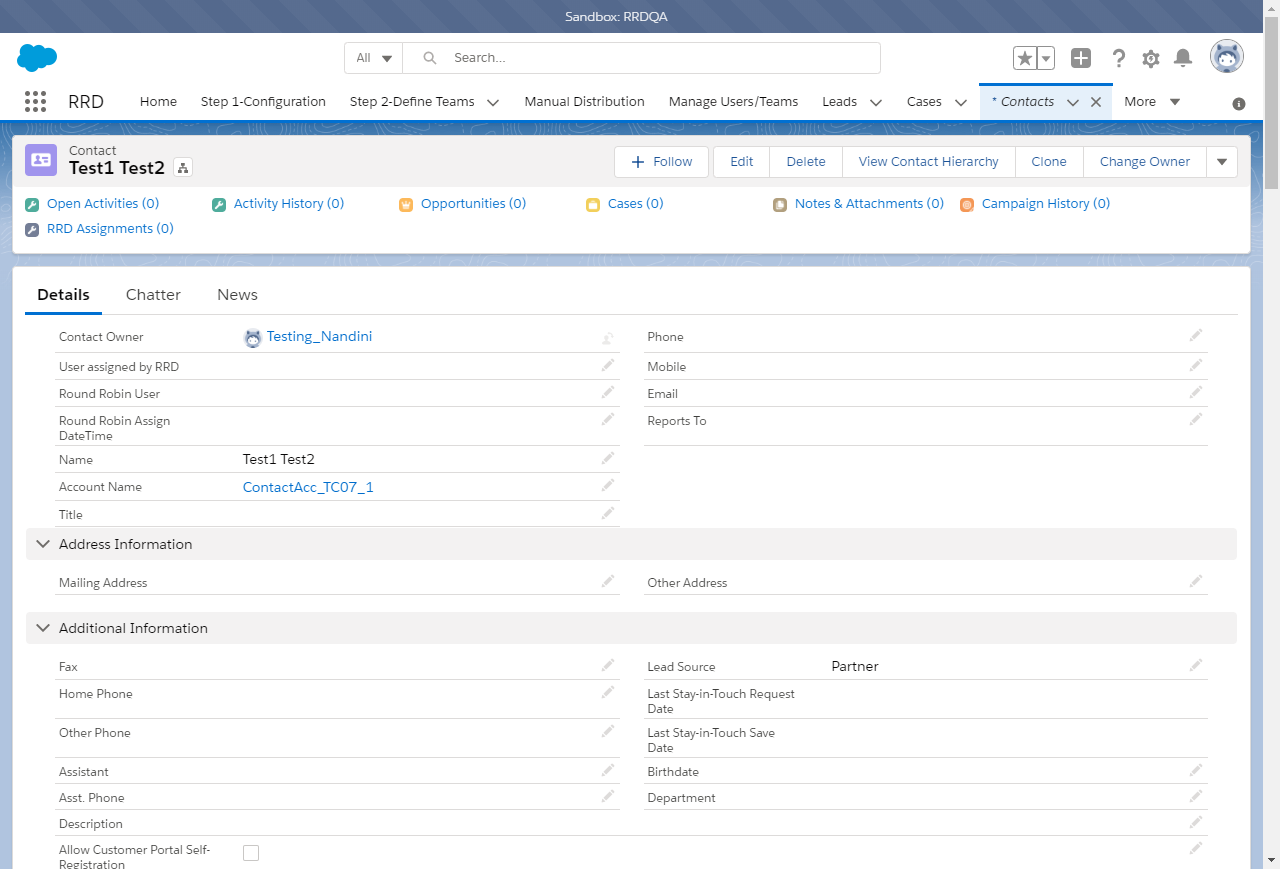 Sandbox: RRDQA
All Search...
RRD Home Step 1-Configuration Step 2-Define Teams Manual Distribution Manage Users/Teams Leads Cases * Contacts More
Contact
Test1 Test2
Follow Edit Delete View Contact Hierarchy Clone Change Owner
Open Activities (0) Activity History (0) Opportunities (0) Cases (0) Notes & Attachments (0) Campaign History (0)
RRD Assignments (0)
Details Chatter News
Contact Owner Testing_Nandini Phone
User assigned by RRD Mobile
Round Robin User Email
Round Robin Assign DateTime Reports To
Name Test1 Test2
Account Name ContactAcc_TC07_1
Title
Address Information
Mailing Address Other Address
Additional Information
Fax Lead Source Partner
Home Phone Last Stay-in-Touch Request Date
Other Phone Last Stay-in-Touch Save Date
Assistant Birthdate
Asst. Phone Department
Description
Allow Customer Portal Self-
Registration